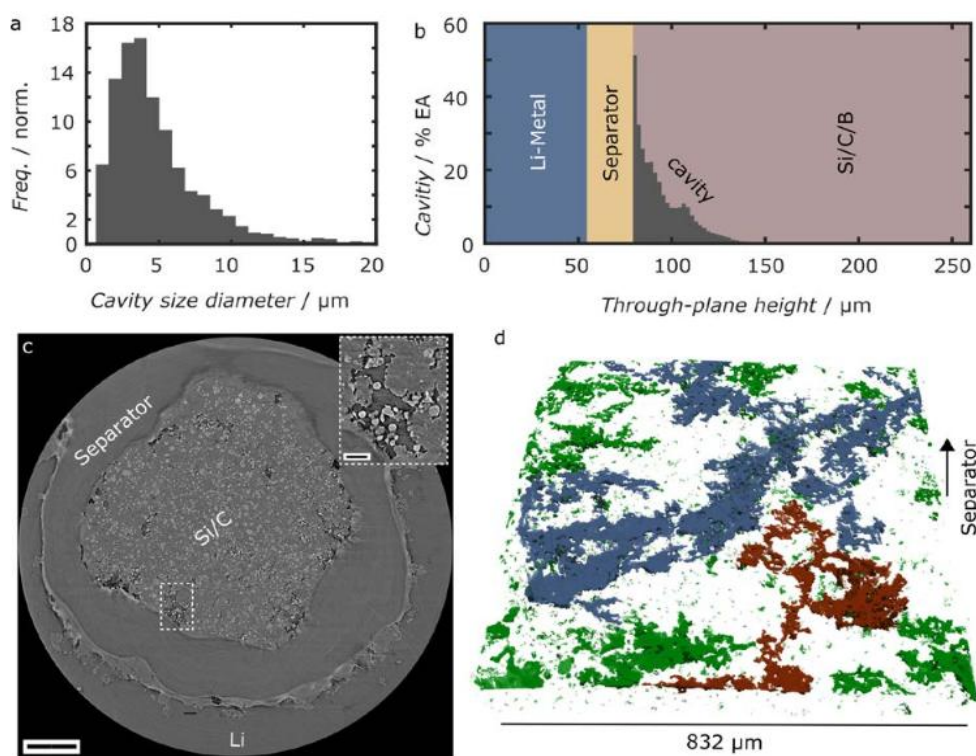 a
18
14
10
6
2
0
Freq. / norm.
0
5
10
15
20
Cavity size diameter / µm
b
60
40
20
0
Cavitiy / % EA
Li-Metal
Separator
cavity
Si/C/B
0
50
100
150
200
250
Through-plane height / µm
c
Separator
Si/C
Li
d
Separator
832 µm